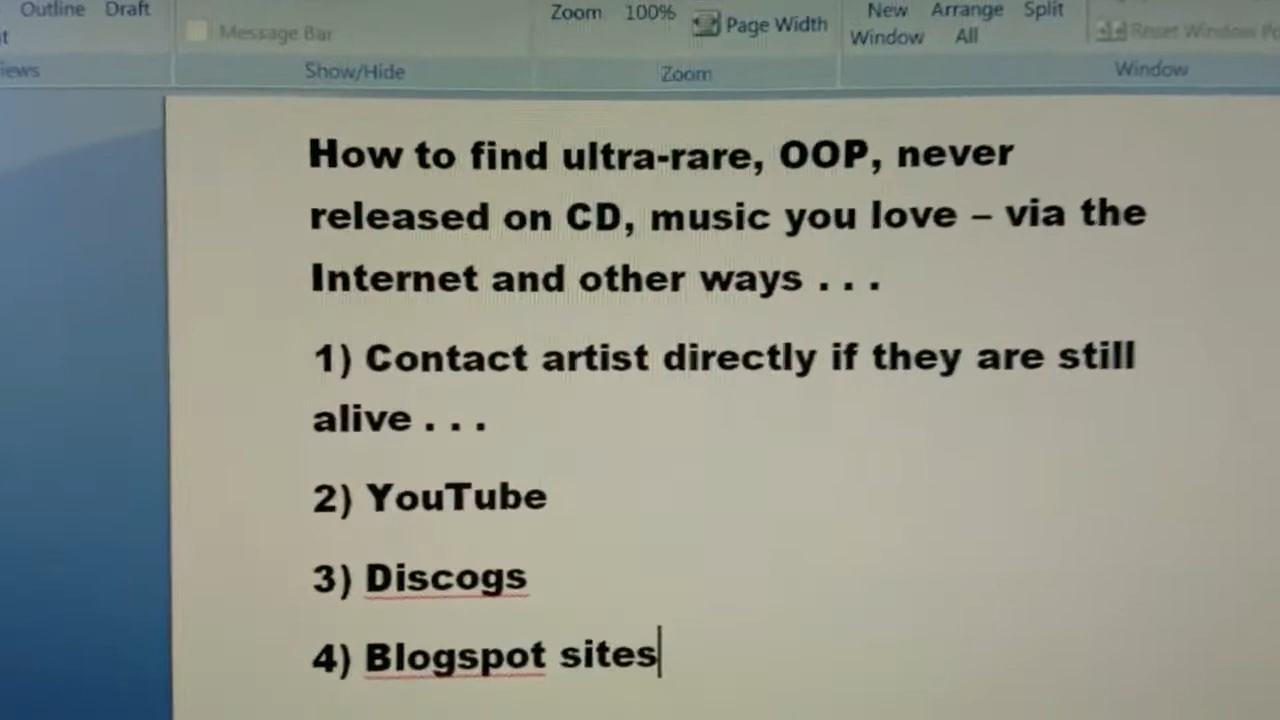 Outline Draft
Message Bar
Zoom 100% Page Width
New Arrange Split
Window All
Reset Window
Show/Hide
Zoom
Window
How to find ultra-rare, OOP, never
released on CD, music you love – via the
Internet and other ways . . .
1) Contact artist directly if they are still
alive . . .
2) YouTube
3) Discogs
4) Blogspot sites